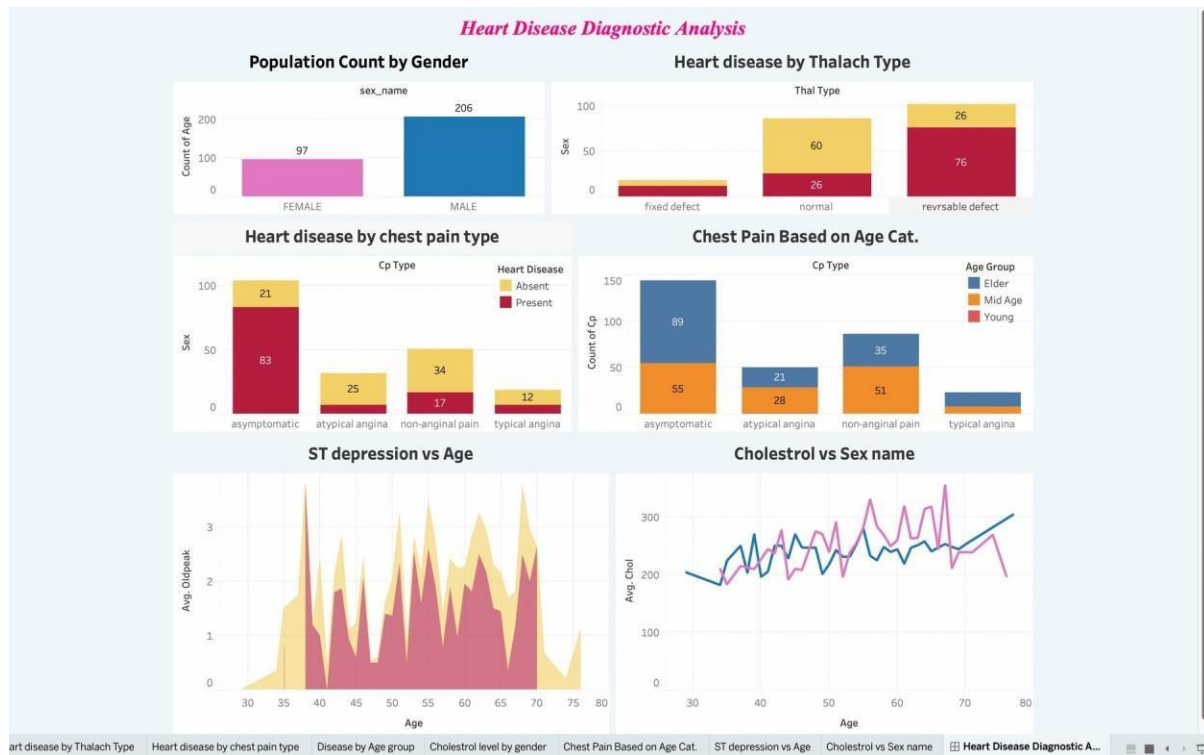 Heart Disease Diagnostic Analysis
Population Count by Gender
sex_name
Count of Age
200
100
0
97
206
FEMALE
MALE
Heart disease by Thalach Type
Thal Type
Sex
100
50
0
60
26
26
76
fixed defect
normal
revrsable defect
Heart disease by chest pain type
Cp Type
Heart Disease
Absent
Present
Sex
100
50
0
21
83
25
34
17
12
asymptomatic
atypical angina
non-anginal pain
typical angina
Chest Pain Based on Age Cat.
Cp Type
Age Group
Elder
Mid Age
Young
Count of Cp
150
100
50
0
89
55
21
28
35
51
asymptomatic
atypical angina
non-anginal pain
typical angina
ST depression vs Age
Avg. Oldpeak
3
2
1
0
30 35 40 45 50 55 60 65 70 75 80
Age
Cholestrol vs Sex name
Avg. Chol
300
200
100
0
30 40 50 60 70 80
Age
art disease by Thalach Type Heart disease by chest pain type Disease by Age group Cholestrol level by gender Chest Pain Based on Age Cat. ST depression vs Age Cholestrol vs Sex name Heart Disease Diagnostic A...